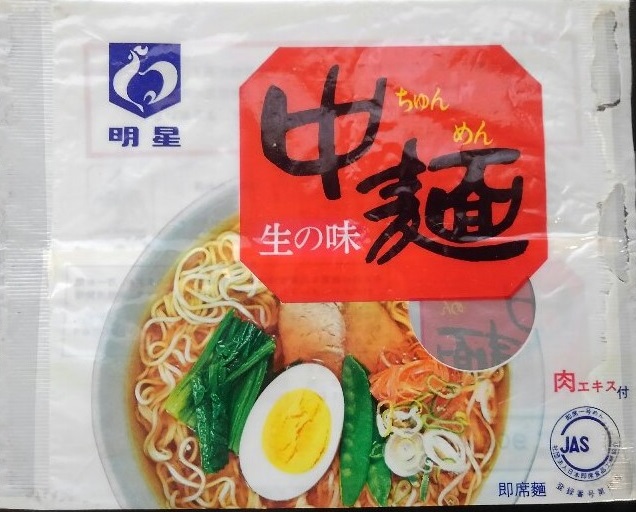 明星
中麺
ちゅん
めん
生の味
肉エキス付
JAS
即席麺